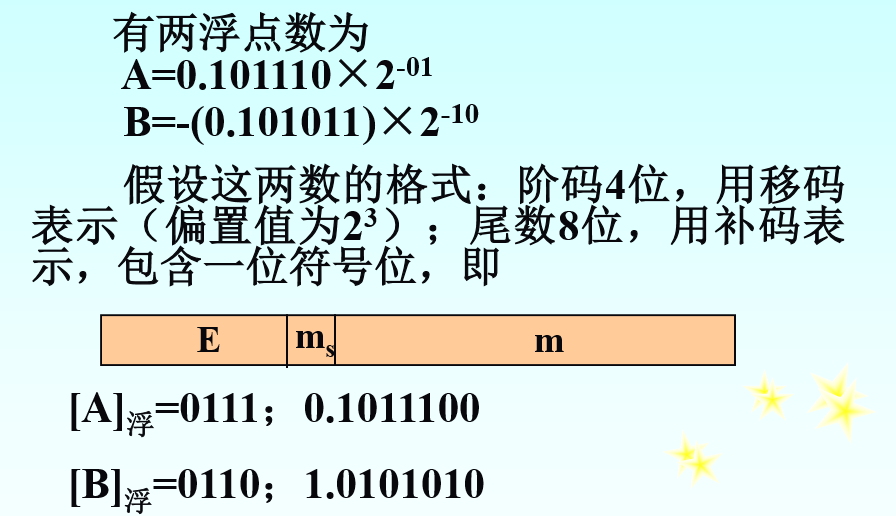 有两浮点数为
A=0.101110×2^-01
B=-(0.101011)×2^-10
假设这两数的格式：阶码4位，用移码
表示（偏置值为2^3）；尾数8位，用补码表
示，包含一位符号位，即
E m_s m
[A]_浮=0111；0.1011100
[B]_浮=0110；1.0101010